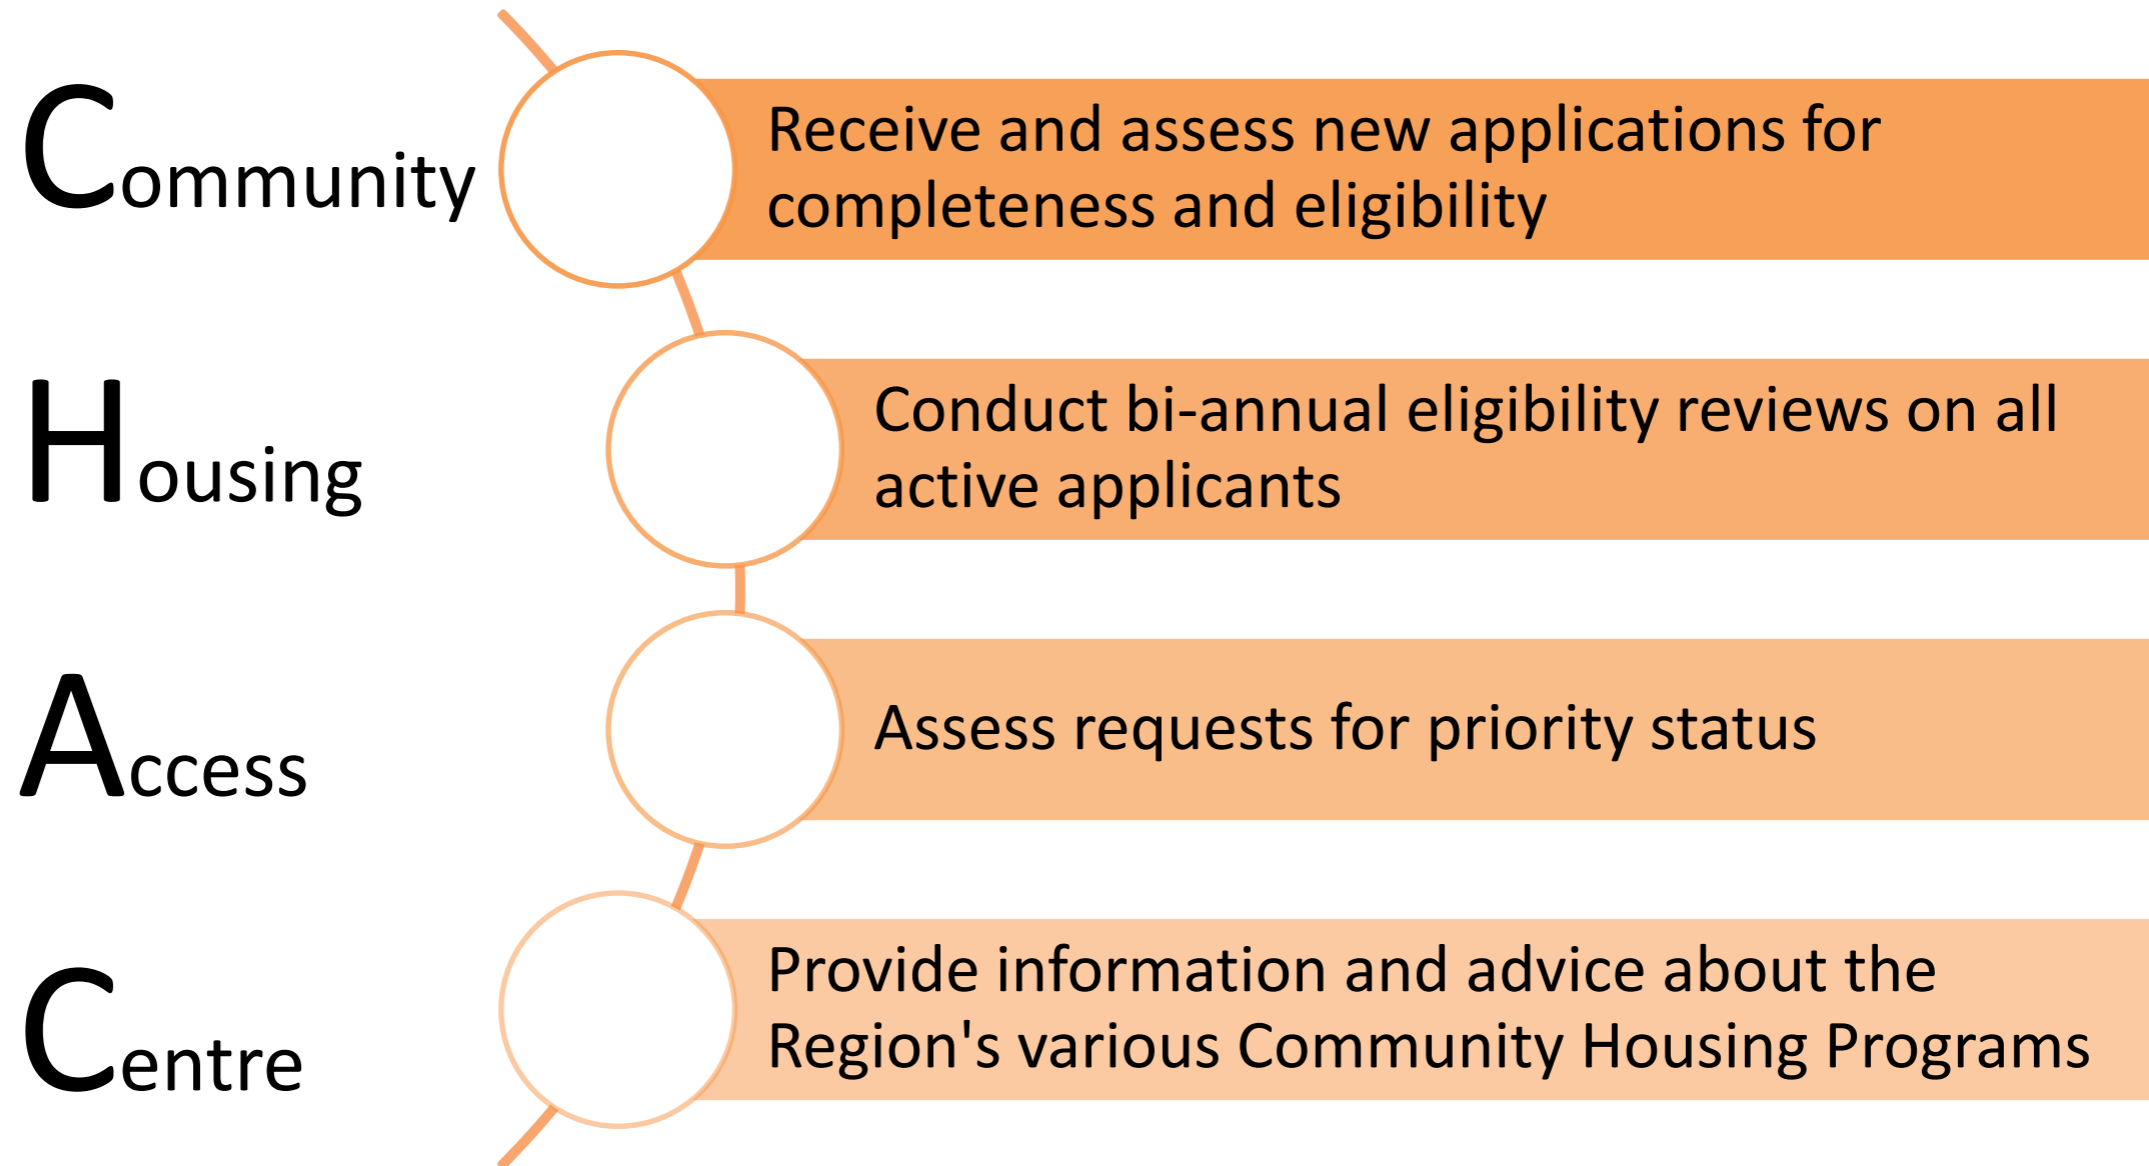 Community
Receive and assess new applications for
completeness and eligibility
Housing
Conduct bi-annual eligibility reviews on all
active applicants
Access
Assess requests for priority status
Centre
Provide information and advice about the
Region's various Community Housing Programs